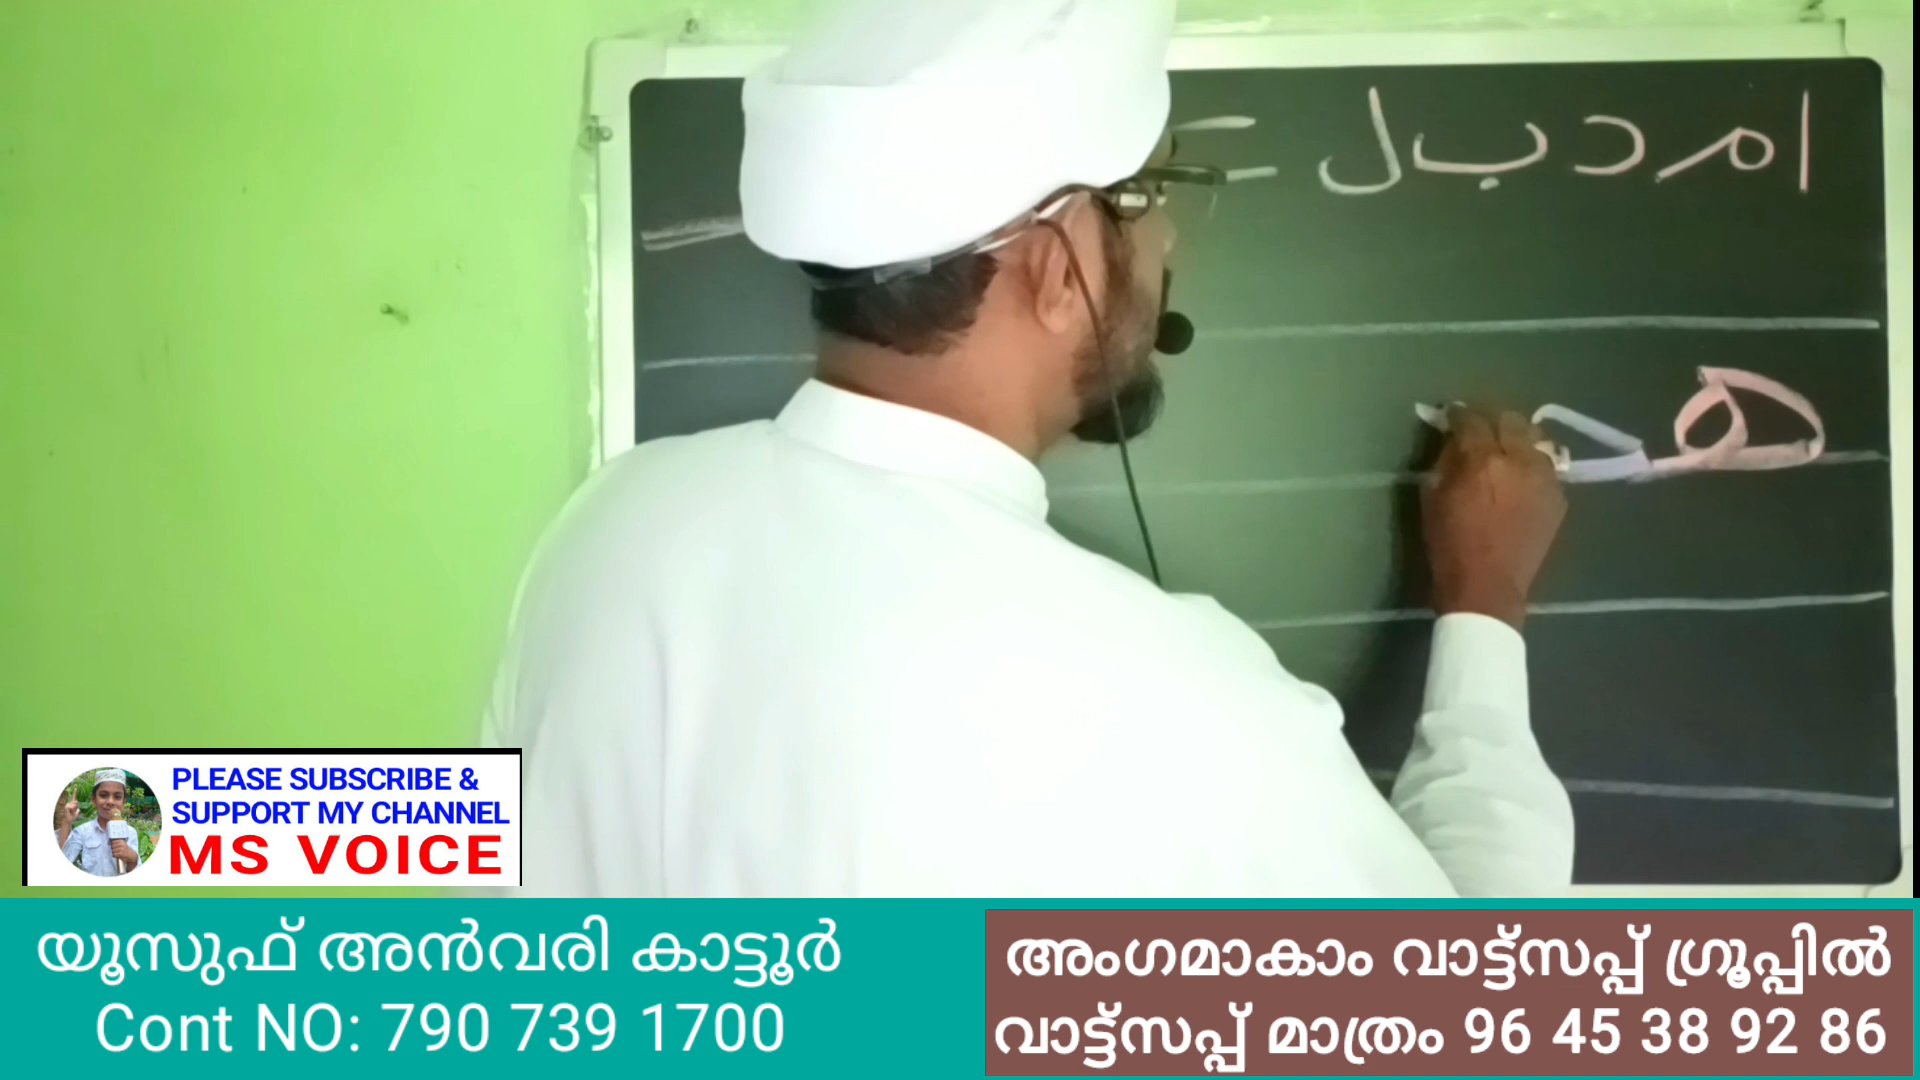 ا م ر د ب ل =
هد
PLEASE SUBSCRIBE &
SUPPORT MY CHANNEL
MS VOICE
യൂസുഫ് അൻവരി കാട്ടൂർ
Cont NO: 790 739 1700
അംഗമാകാം വാട്ട്സപ്പ് ഗ്രൂപ്പിൽ
വാട്ട്സപ്പ് മാത്രം 96 45 38 92 86